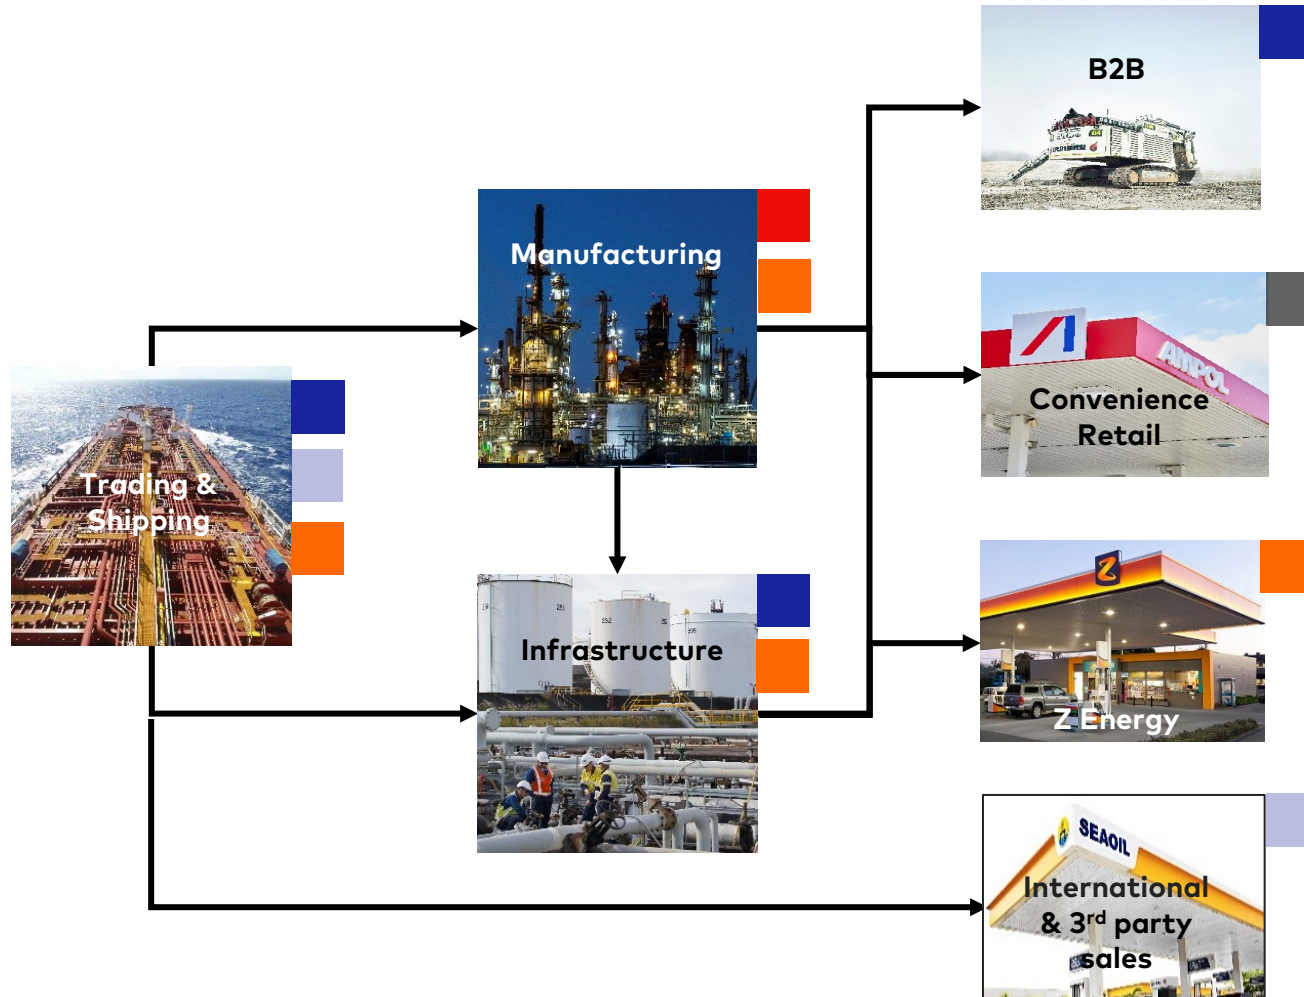 B2B
Manufacturing
AMPOL
Convenience
Retail
Trading &
Shipping
Infrastructure
Z
Z Energy
SEAOIL
International
& 3rd party
sales